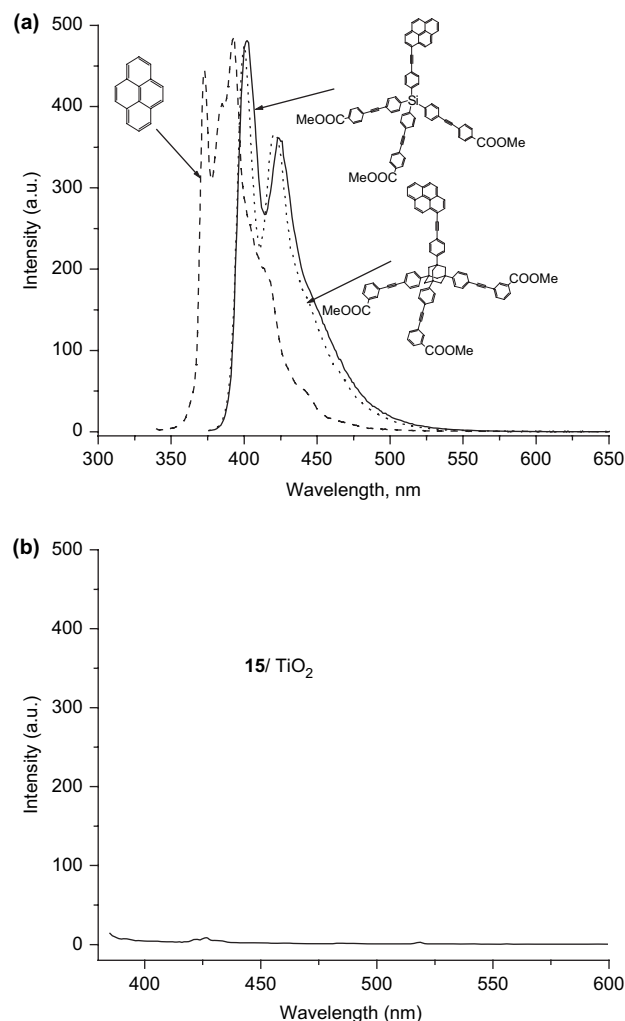 (a)
500
400
300
200
100
0
Intensity (a.u.)
300 350 400 450 500 550 600 650
Wavelength, nm
Si
MeOOC
COOMe
MeOOC
COOMe
MeOOC
COOMe
(b)
500
400
300
200
100
0
Intensity (a.u.)
15/ TiO2
400 450 500 550 600
Wavelength (nm)